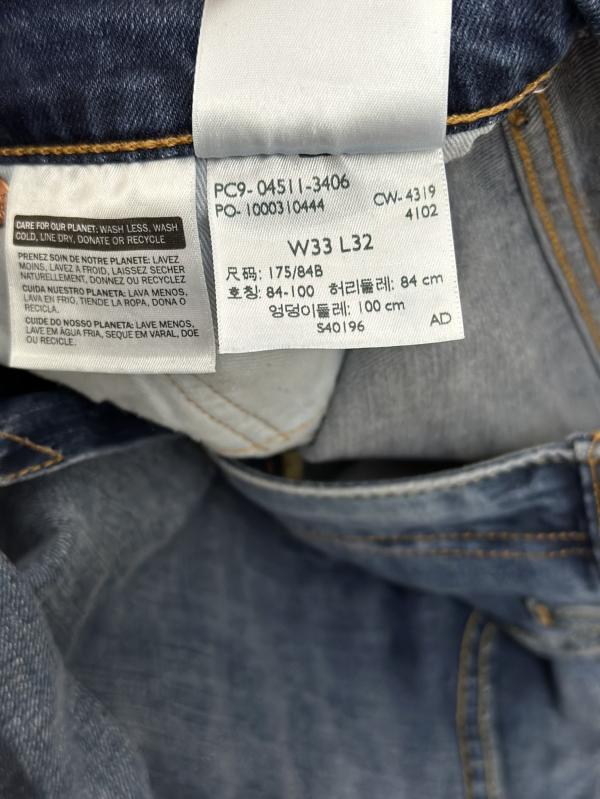 CARE FOR OUR PLANET: WASH LESS, WASH
COLD, LINE DRY, DONATE OR RECYCLE
PRENEZ SOIN DE NOTRE PLANETE: LAVEZ
MOINS, LAVEZ A FROID, LAISSEZ SECHER
NATURELLEMENT, DONNEZ OU RECYCLEZ
CUIDA NUESTRO PLANETA: LAVA MENOS,
LAVA EN FRIO, TIENDE LA ROPA, DONA O
RECICLA.
CUIDE DO NOSSO PLANETA: LAVE MENOS,
LAVE EM ÁGUA FRIA, SEQUE EM VARAL, DOE
OU RECICLE.
PC9- 04511-3406
PO- 1000310444
CW- 4319
4102
W33 L32
尺码: 175/84B
호칭: 84-100 허리둘레: 84 cm
엉덩이둘레: 100 cm
S40196
AD